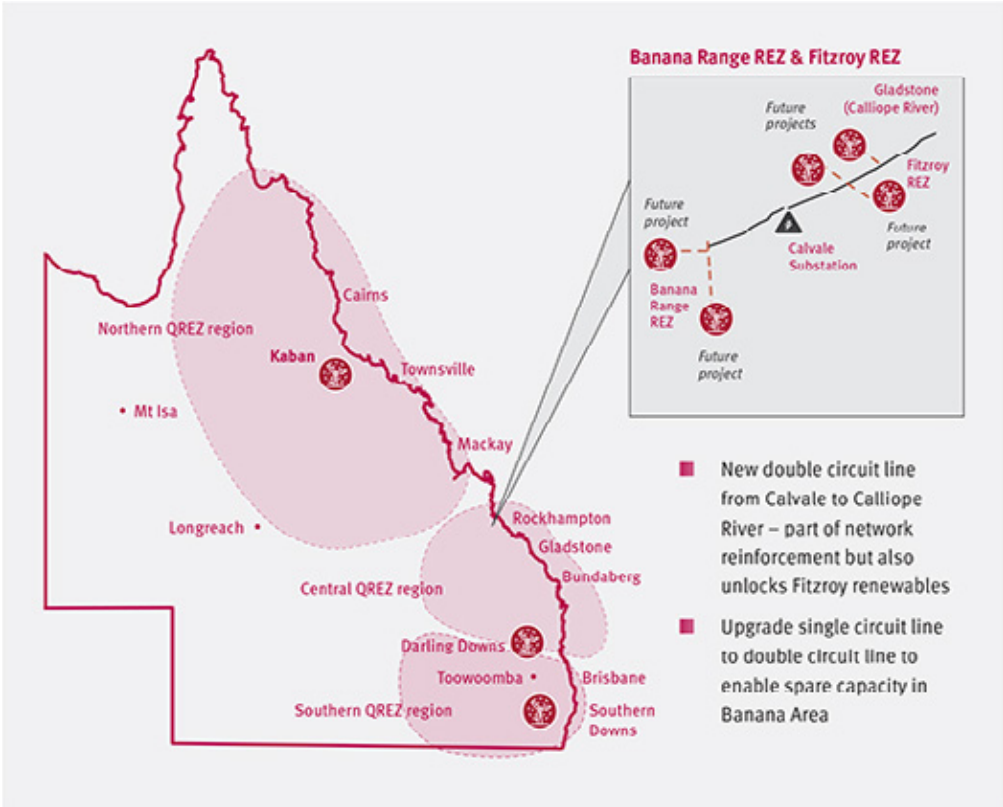 Banana Range REZ & Fitzroy REZ
Gladstone
(Calliope River)
Future
projects
Fitzroy
REZ
Future
project
Future
project
Calvale
Substation
Banana
Range
REZ
Future
project
Cairns
Northern QREZ region
Kaban
Townsville
Mt Isa
Mackay
Longreach
Rockhampton
Gladstone
Bundaberg
Central QREZ region
Darling Downs
Toowoomba
Brisbane
Southern QREZ region
Southern
Downs
New double circuit line
from Calvale to Calliope
River – part of network
reinforcement but also
unlocks Fitzroy renewables
Upgrade single circuit line
to double circuit line to
enable spare capacity in
Banana Area